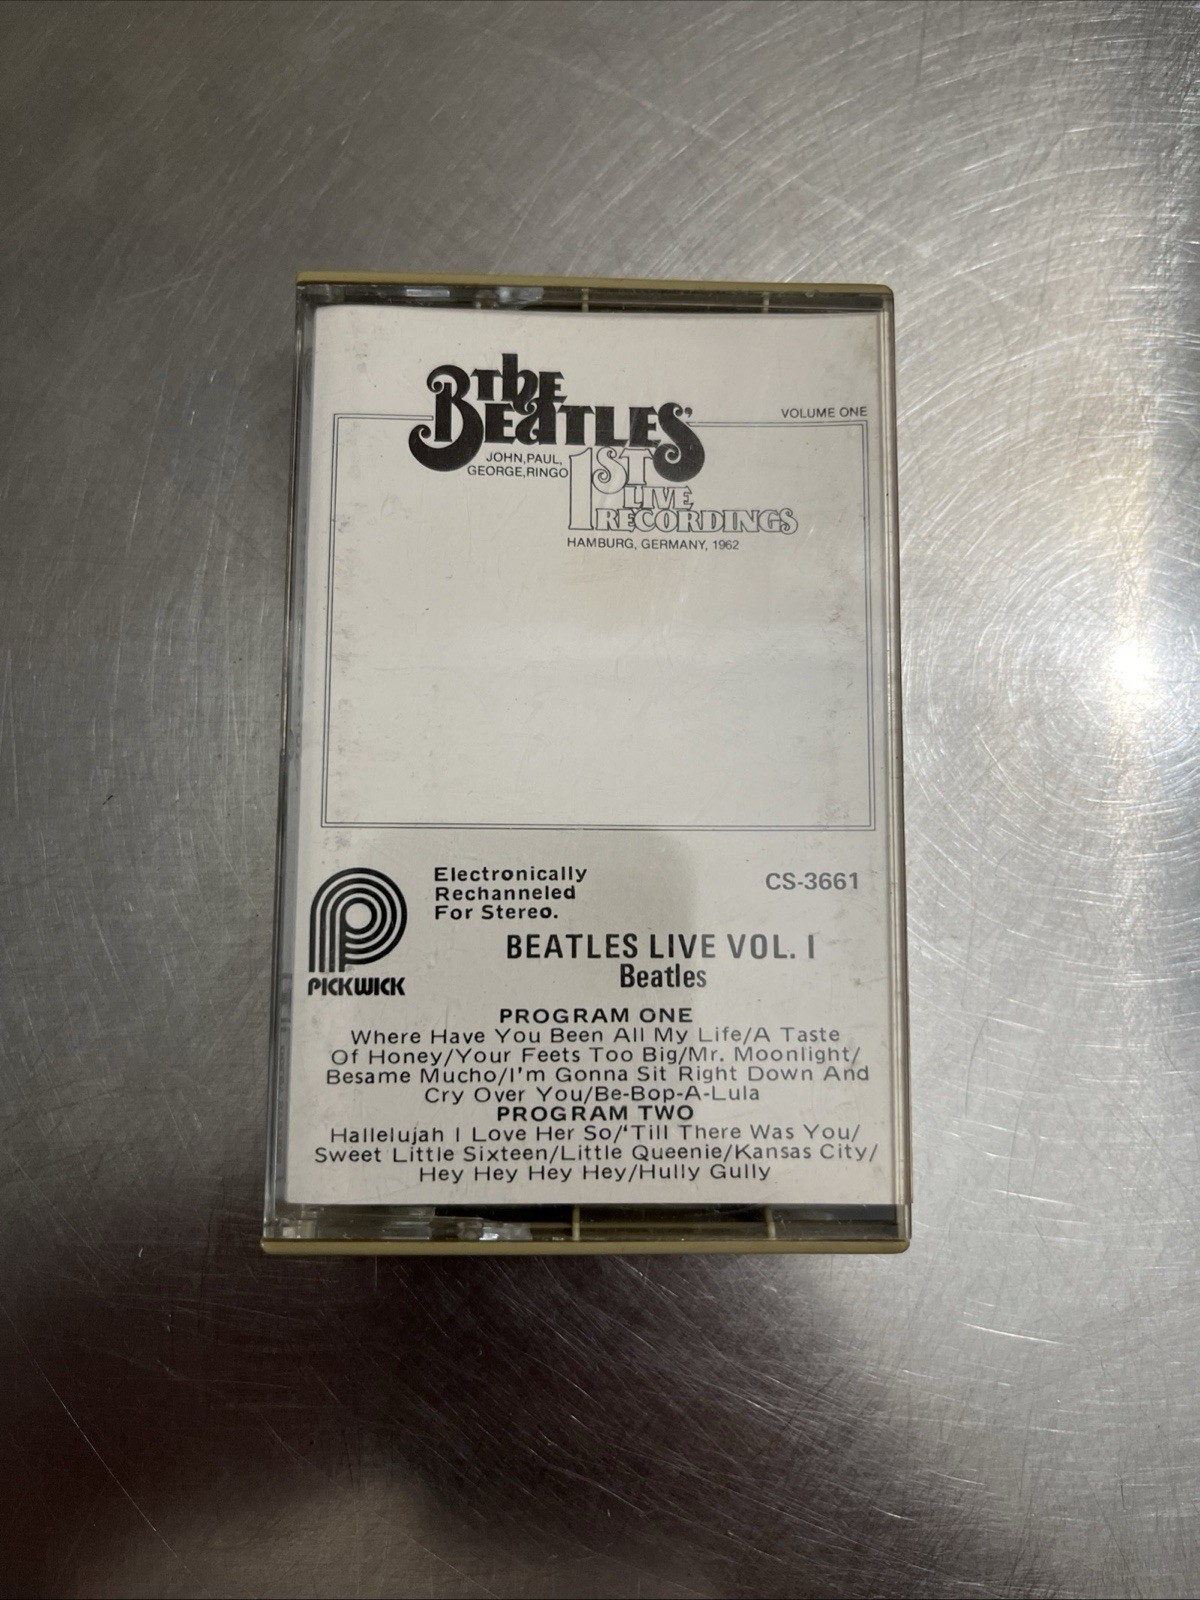 The
Beatles'
VOLUME ONE
JOHN, PAUL,
GEORGE, RINGO
1ST
LIVE
RECORDINGS
HAMBURG, GERMANY, 1962
Electronically
Rechanneled
For Stereo.
CS-3661
PICKWICK
BEATLES LIVE VOL. I
Beatles
PROGRAM ONE
Where Have You Been All My Life/A Taste
Of Honey/Your Feets Too Big/Mr. Moonlight/
Besame Mucho/I'm Gonna Sit Right Down And
Cry Over You/Be-Bop-A-Lula
PROGRAM TWO
Hallelujah I Love Her So/'Till There Was You/
Sweet Little Sixteen/Little Queenie/Kansas City/
Hey Hey Hey Hey/Hully Gully